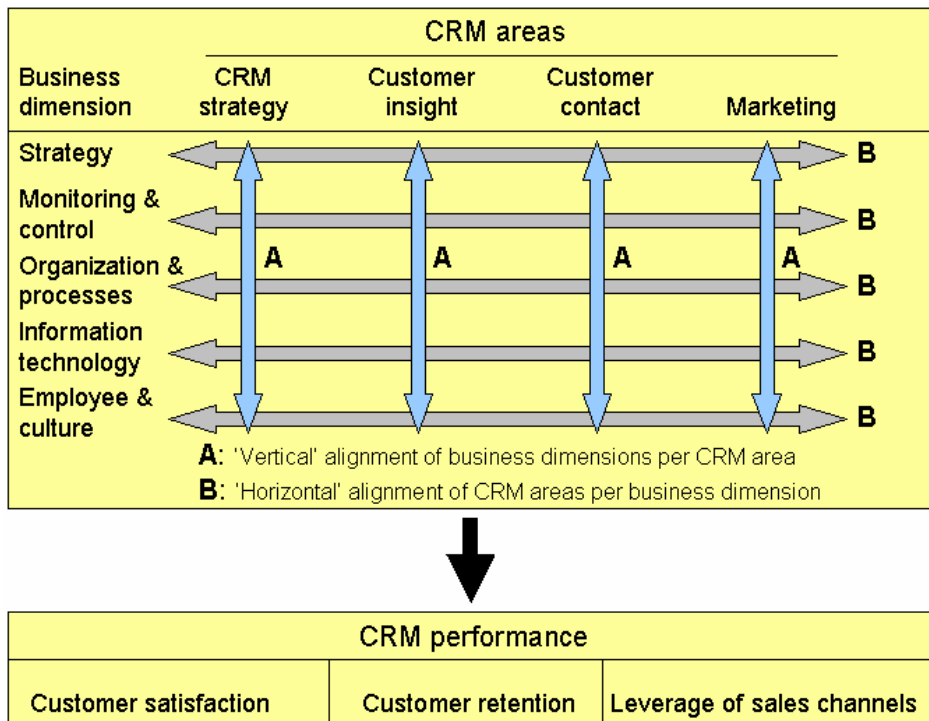 CRM areas
Business
dimension
CRM
strategy
Customer
insight
Customer
contact
Marketing
Strategy
B
Monitoring &
control
B
A
A
A
A
Organization &
processes
B
Information
technology
B
Employee &
culture
B
A: 'Vertical' alignment of business dimensions per CRM area
B: 'Horizontal' alignment of CRM areas per business dimension
CRM performance
Customer satisfaction
Customer retention
Leverage of sales channels